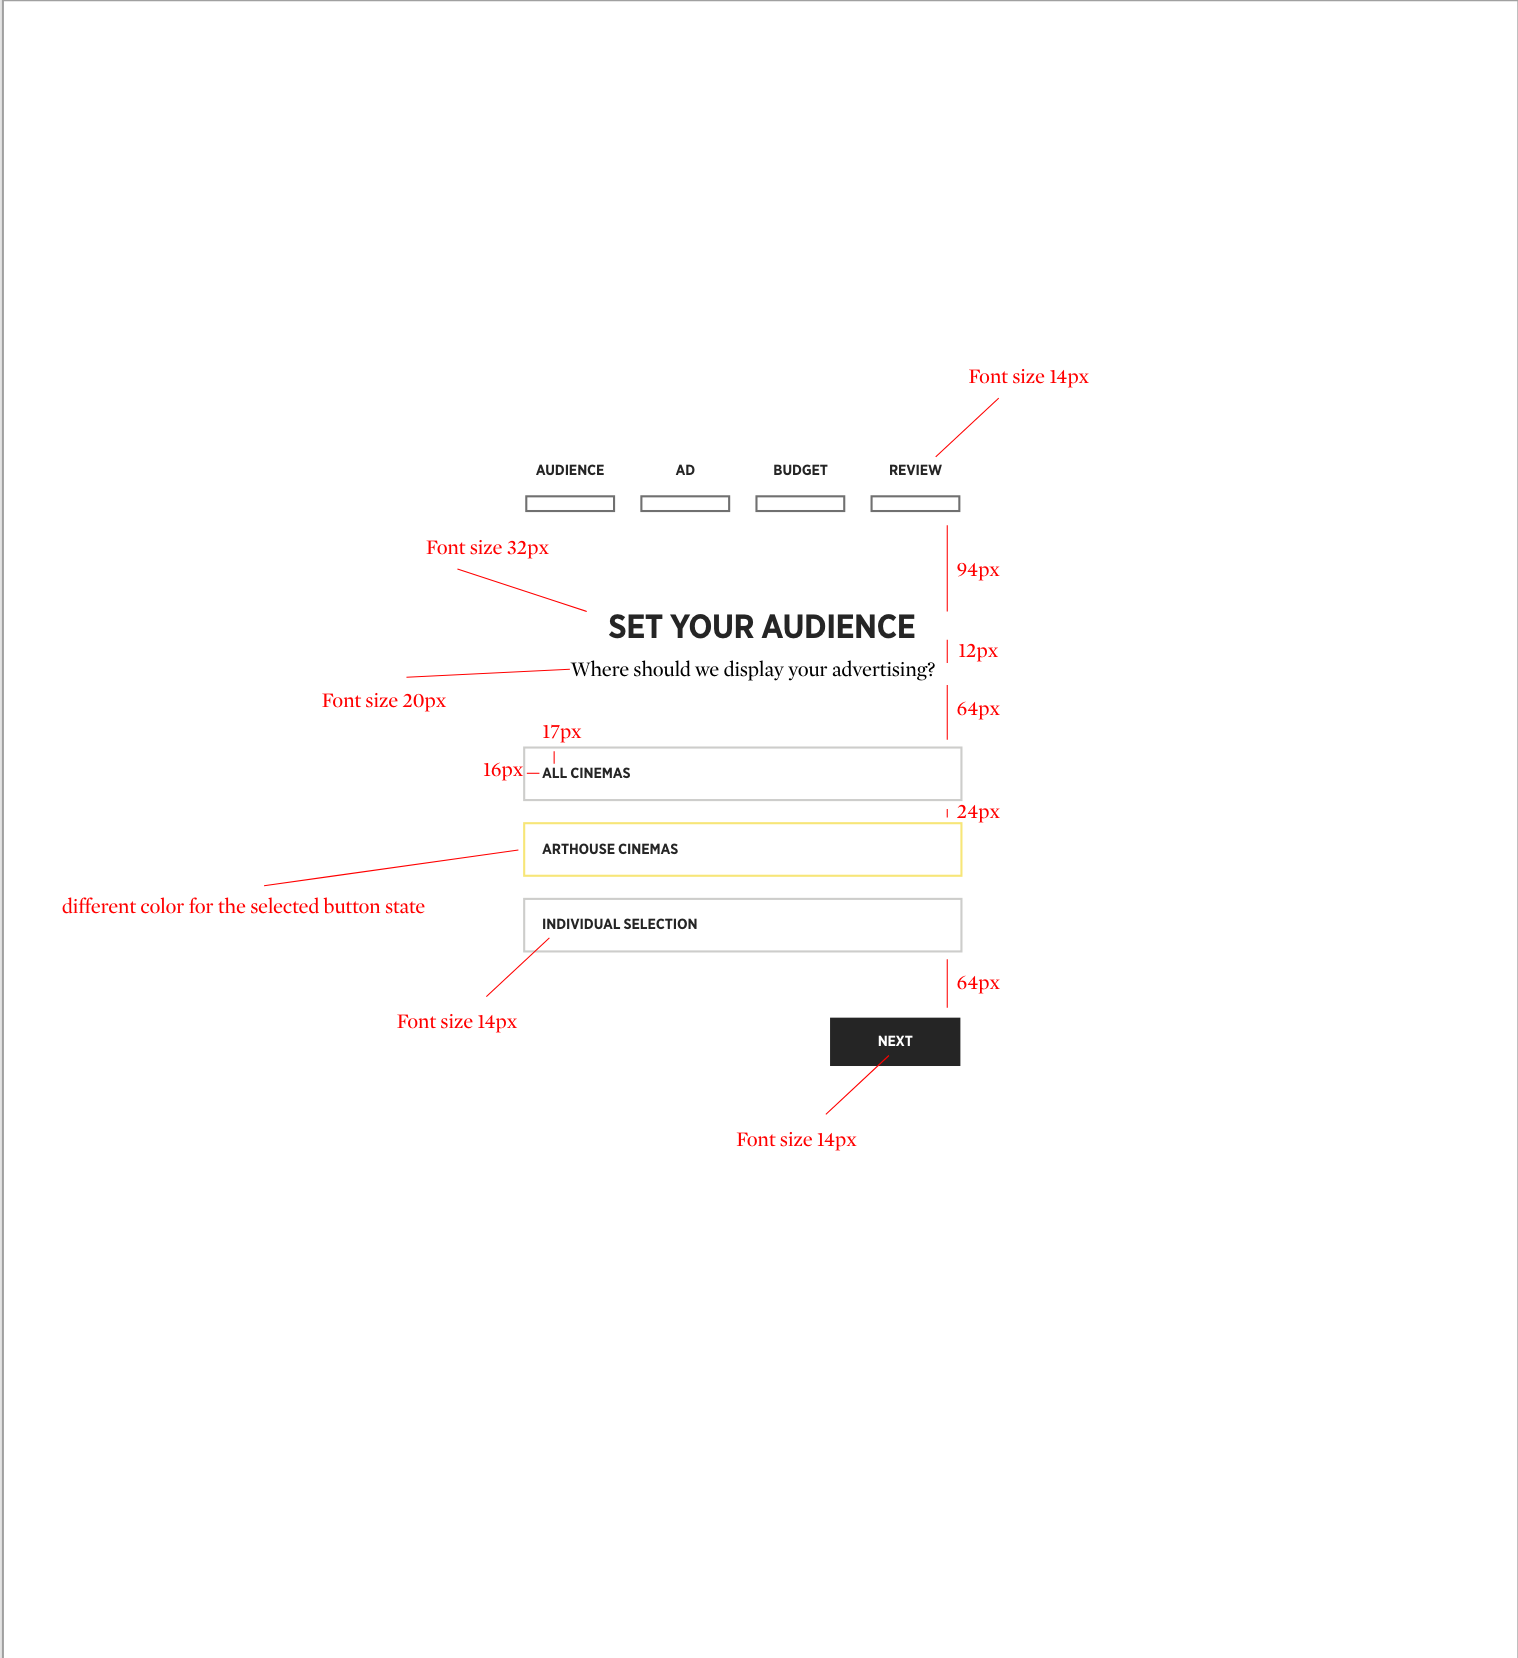 Font size 14px
AUDIENCE AD BUDGET REVIEW
Font size 32px
94px
SET YOUR AUDIENCE
12px
Where should we display your advertising?
Font size 20px
64px
17px
16px
ALL CINEMAS
24px
ARTHOUSE CINEMAS
different color for the selected button state
INDIVIDUAL SELECTION
64px
Font size 14px
NEXT
Font size 14px